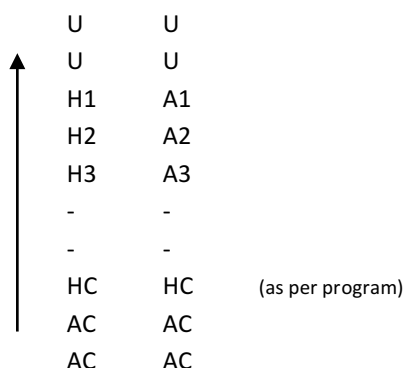 U U
U U
H1 A1
H2 A2
H3 A3
- -
- -
HC HC (as per program)
AC AC
AC AC